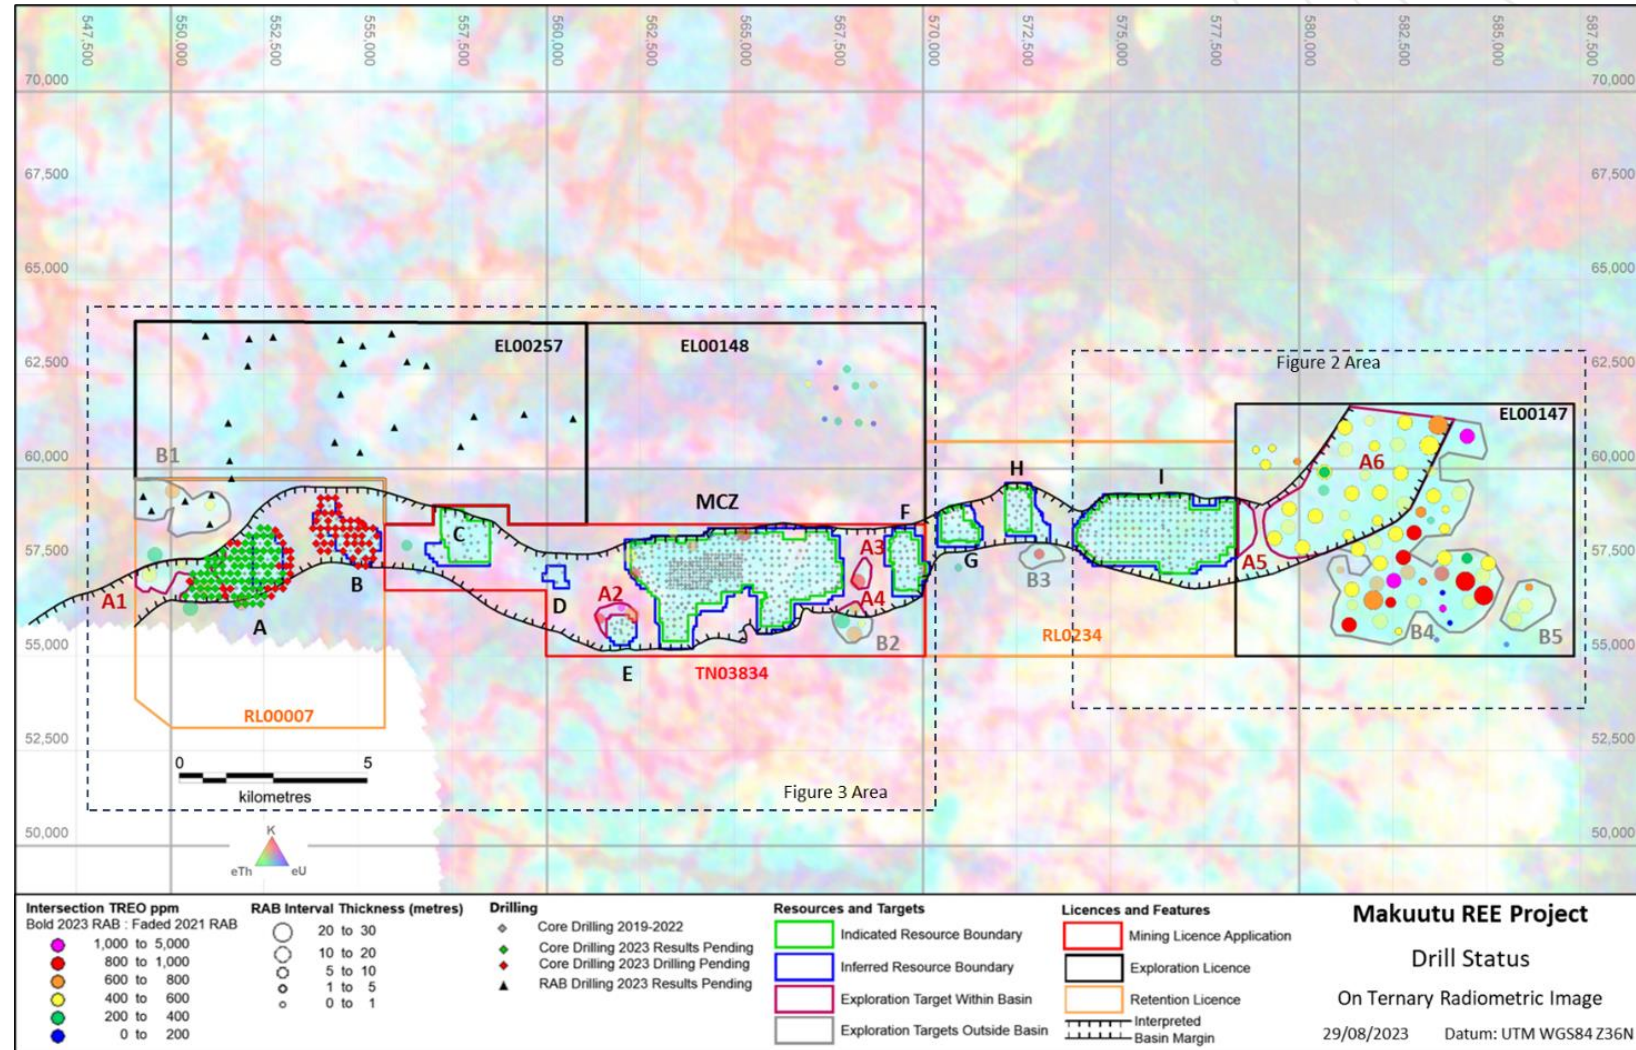 547,500
550,000
552,500
555,000
557,500
560,000
562,500
565,000
567,500
570,000
572,500
575,000
577,500
580,000
582,500
585,000
587,500
70,000
70,000
67,500
67,500
65,000
65,000
62,500
62,500
60,000
60,000
57,500
57,500
55,000
55,000
52,500
52,500
50,000
50,000
EL00257
EL00148
Figure 2 Area
EL00147
B1
MCZ
F
H
I
A6
C
A3
G
B3
A5
A1
A
B
D
A2
A4
B2
E
TN03834
RL0234
B4
B5
RL00007
Figure 3 Area
0 5
kilometres
K
eTh eU
Intersection TREO ppm
Bold 2023 RAB : Faded 2021 RAB
1,000 to 5,000
800 to 1,000
600 to 800
400 to 600
200 to 400
0 to 200
RAB Interval Thickness (metres)
20 to 30
10 to 20
5 to 10
1 to 5
0 to 1
Drilling
Core Drilling 2019-2022
Core Drilling 2023 Results Pending
Core Drilling 2023 Drilling Pending
RAB Drilling 2023 Results Pending
Resources and Targets
Indicated Resource Boundary
Inferred Resource Boundary
Exploration Target Within Basin
Exploration Targets Outside Basin
Licences and Features
Mining Licence Application
Exploration Licence
Retention Licence
Interpreted
Basin Margin
Makuutu REE Project
Drill Status
On Ternary Radiometric Image
29/08/2023 Datum: UTM WGS84 Z36N